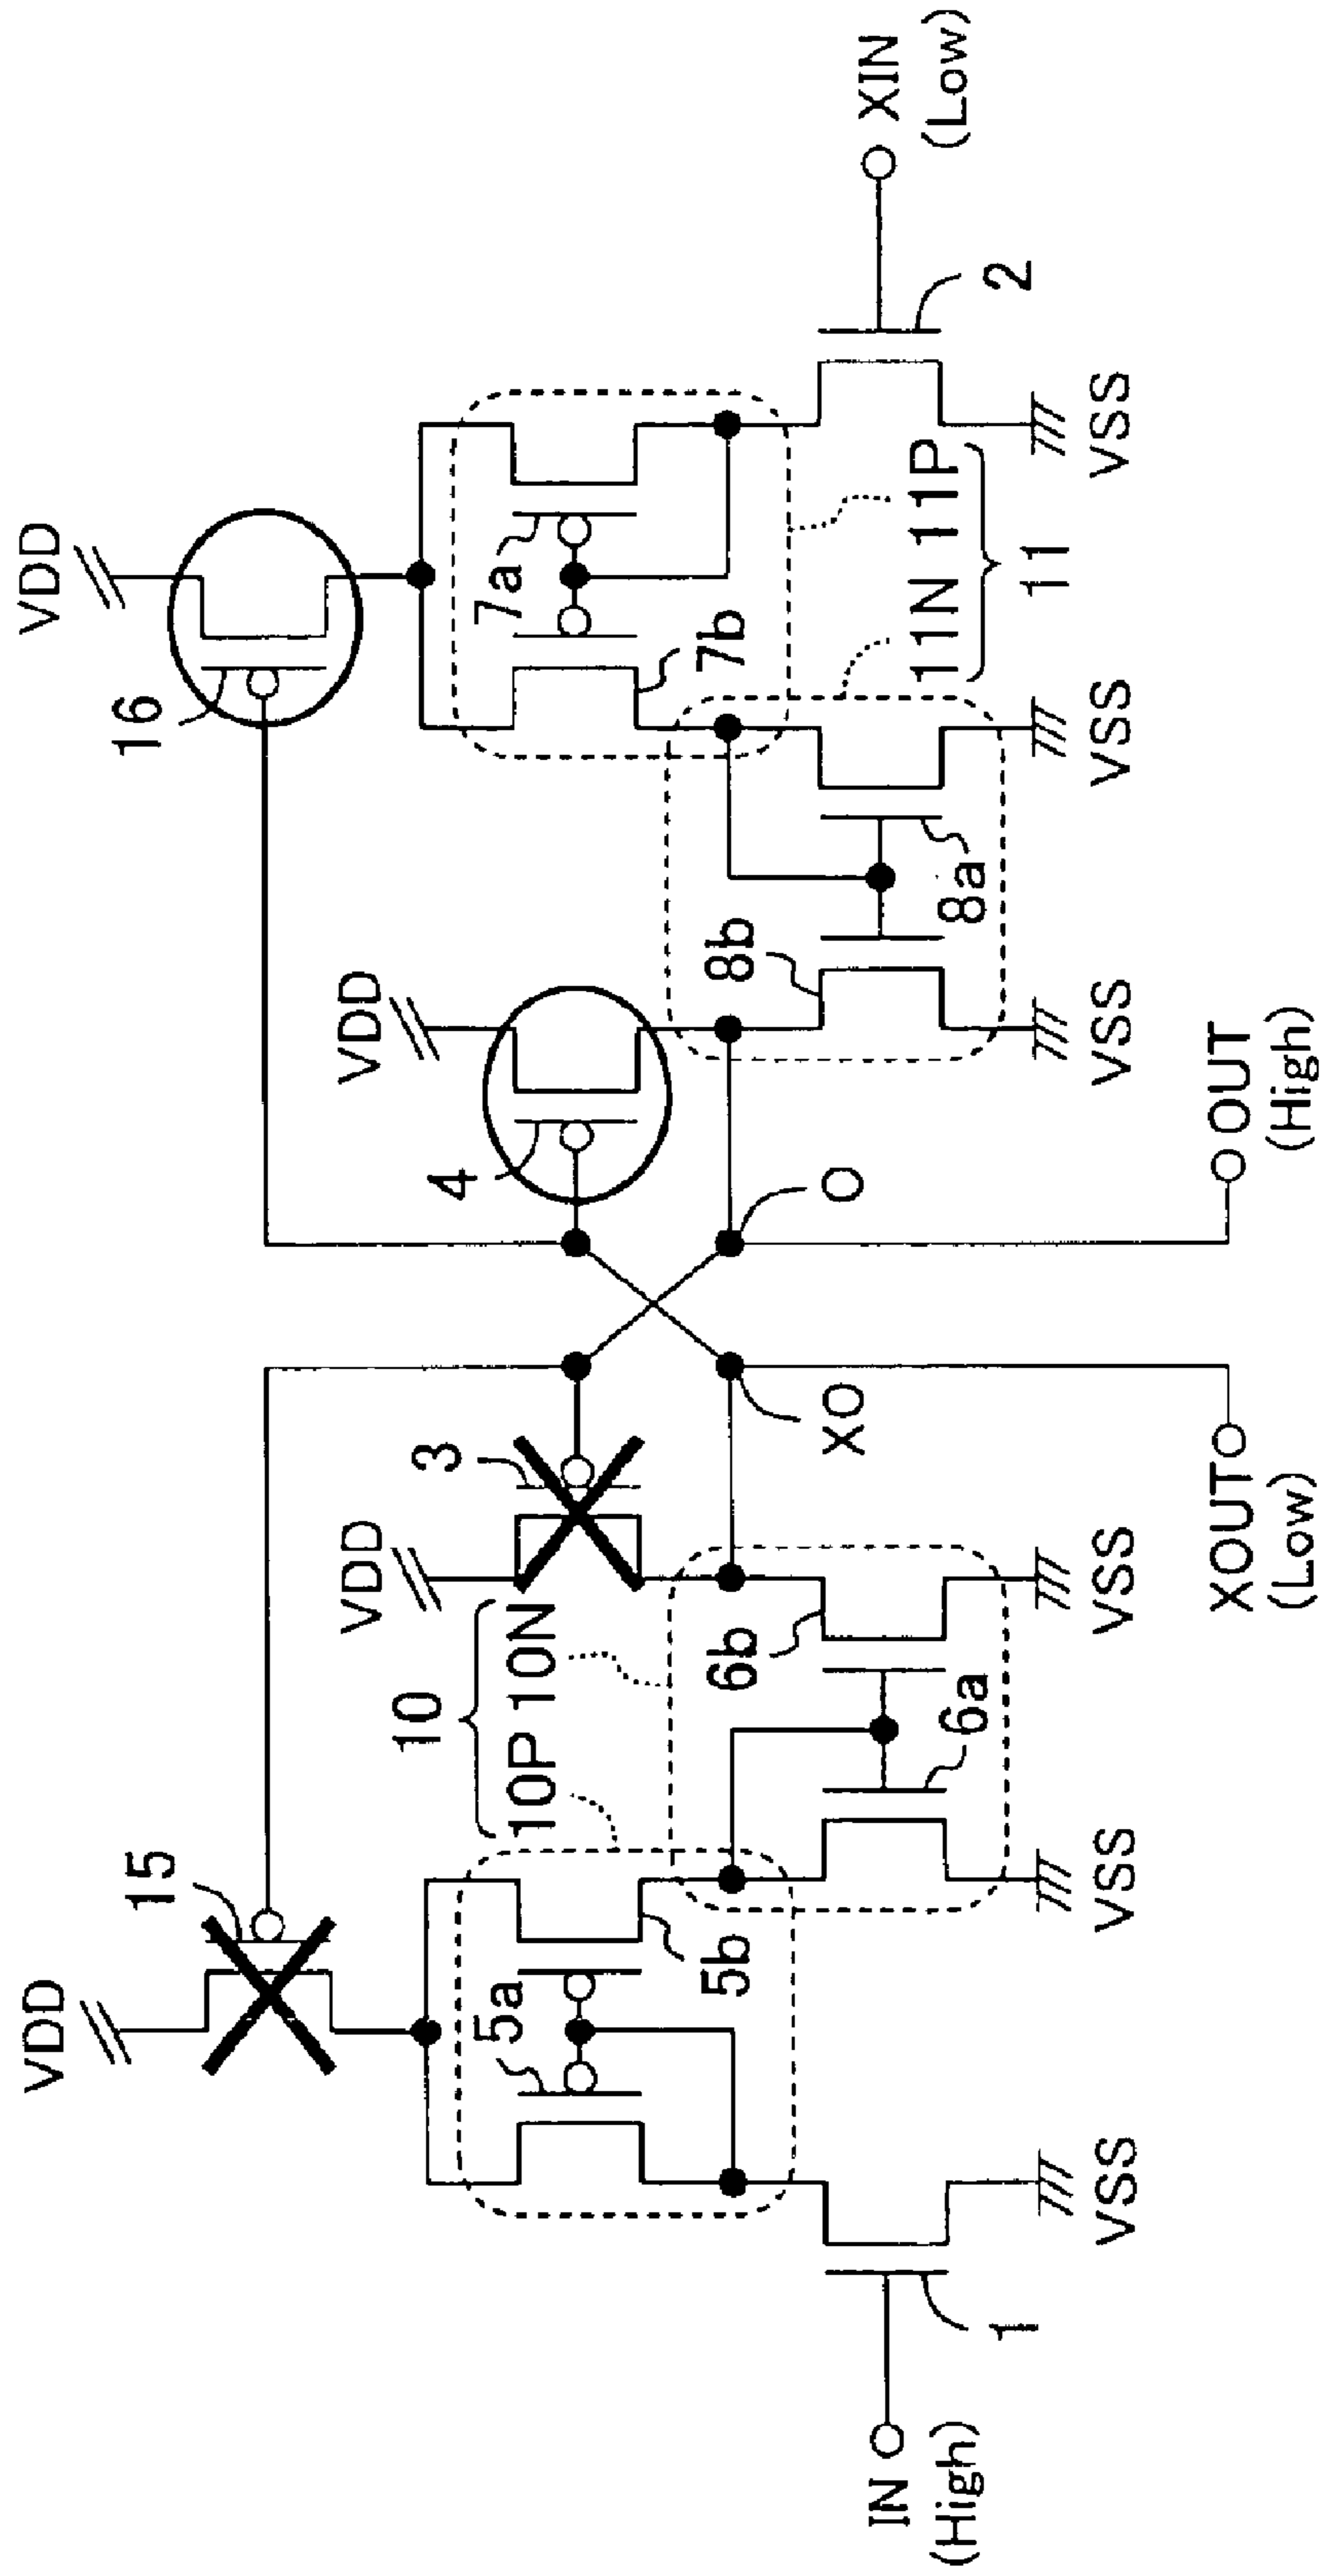 VDD
15
VDD
16
10
10P 10N
VDD
3
VDD
4
5a
5b
7a
7b
6b
6a
8b
8a
11N 11P
11
IN
(High)
1
XO
O
2
XIN
(Low)
VSS
VSS
VSS
VSS
VSS
VSS
XOUT
(Low)
OUT
(High)